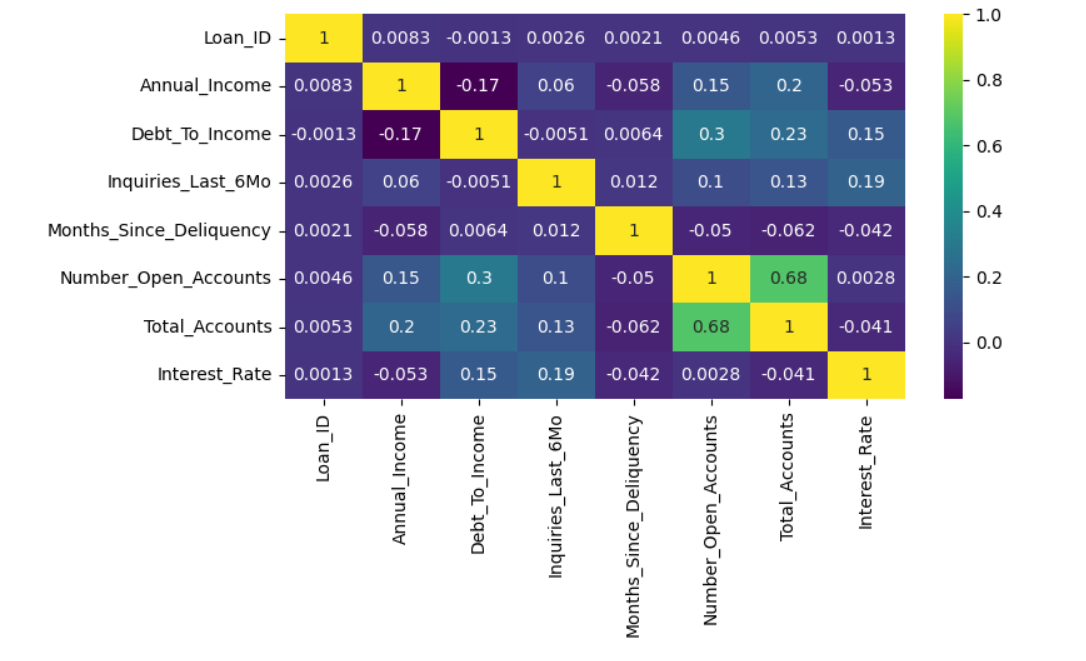 Loan_ID 1 0.0083 -0.0013 0.0026 0.0021 0.0046 0.0053 0.0013
Annual_Income 0.0083 1 -0.17 0.06 -0.058 0.15 0.2 -0.053
Debt_To_Income -0.0013 -0.17 1 -0.0051 0.0064 0.3 0.23 0.15
Inquiries_Last_6Mo 0.0026 0.06 -0.0051 1 0.012 0.1 0.13 0.19
Months_Since_Deliquency 0.0021 -0.058 0.0064 0.012 1 -0.05 -0.062 -0.042
Number_Open_Accounts 0.0046 0.15 0.3 0.1 -0.05 1 0.68 0.0028
Total_Accounts 0.0053 0.2 0.23 0.13 -0.062 0.68 1 -0.041
Interest_Rate 0.0013 -0.053 0.15 0.19 -0.042 0.0028 -0.041 1
Loan_ID
Annual_Income
Debt_To_Income
Inquiries_Last_6Mo
Months_Since_Deliquency
Number_Open_Accounts
Total_Accounts
Interest_Rate
1.0
0.8
0.6
0.4
0.2
0.0